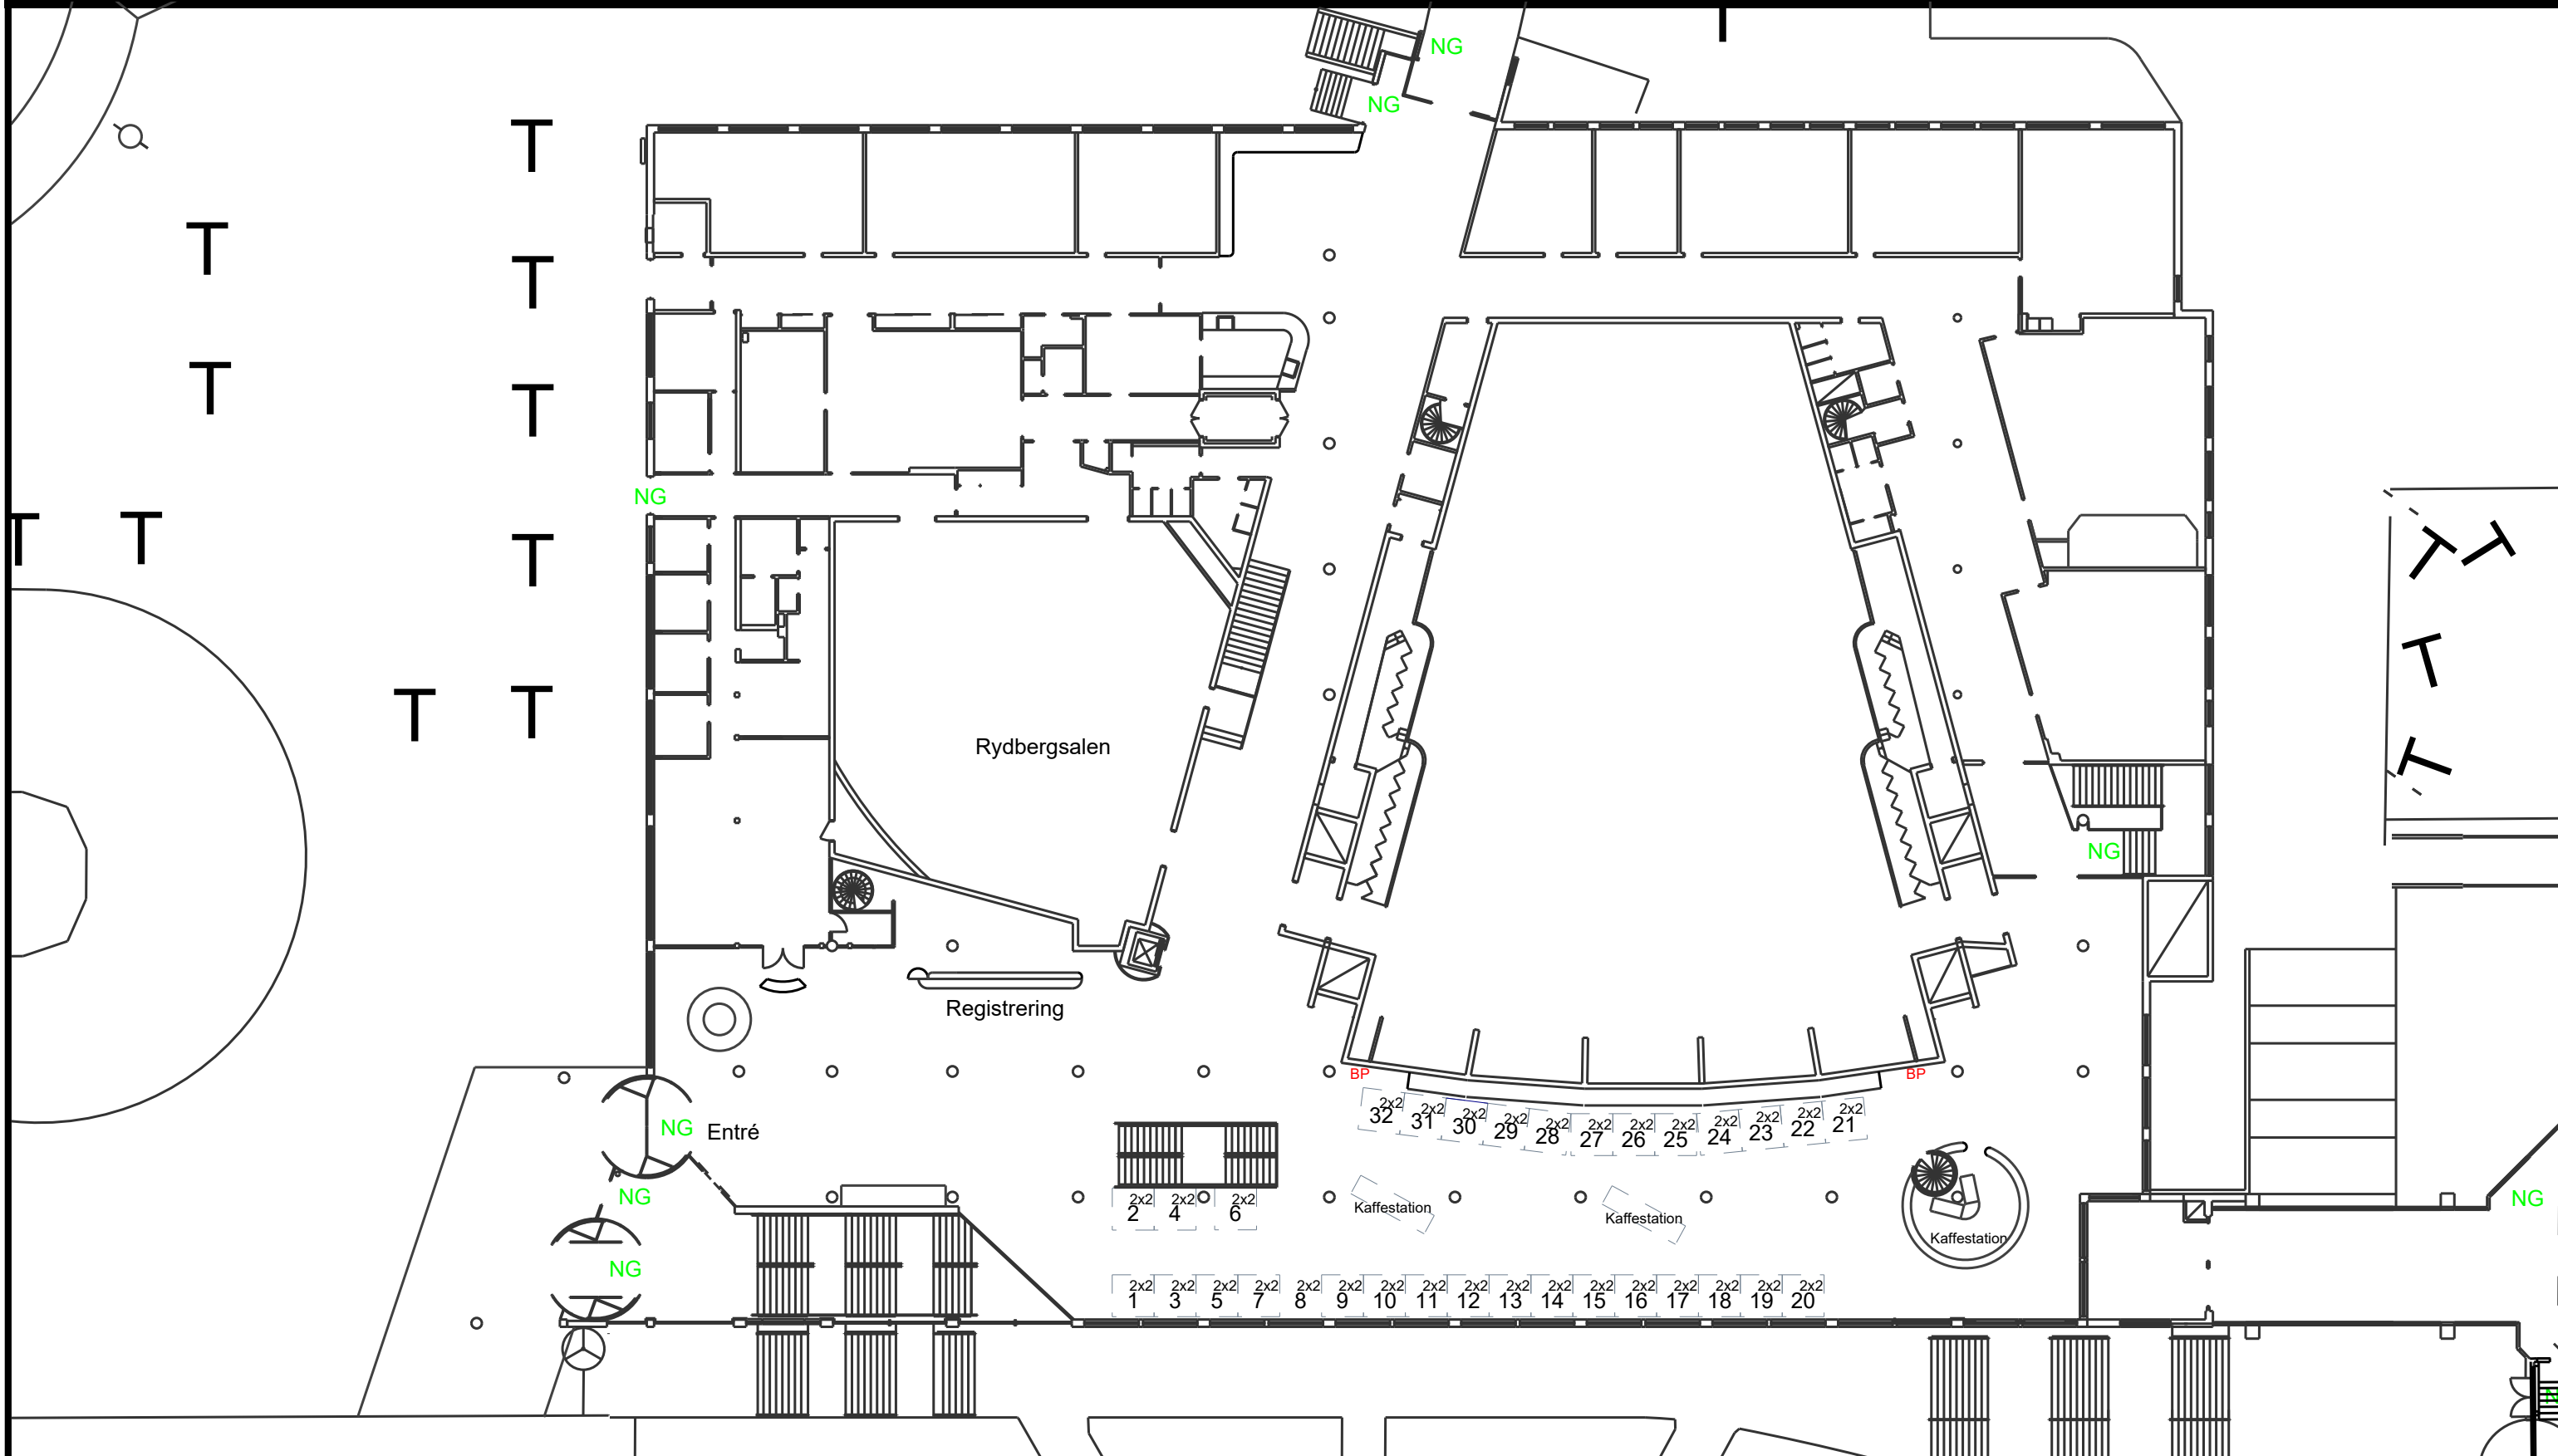 NG
NG
NG
Rydbergsalen
NG
Registrering
BP
BP
NG
Entré
2x2 2x2 2x2 2x2 2x2 2x2 2x2 2x2 2x2 2x2 2x2 2x2
32 31 30 29 28 27 26 25 24 23 22 21
NG
NG
2x2 2x2 2x2
2 4 6
Kaffestation
Kaffestation
Kaffestation
NG
2x2 2x2 2x2 2x2 2x2 2x2 2x2 2x2 2x2 2x2 2x2 2x2 2x2 2x2 2x2 2x2 2x2
1 3 5 7 8 9 10 11 12 13 14 15 16 17 18 19 20